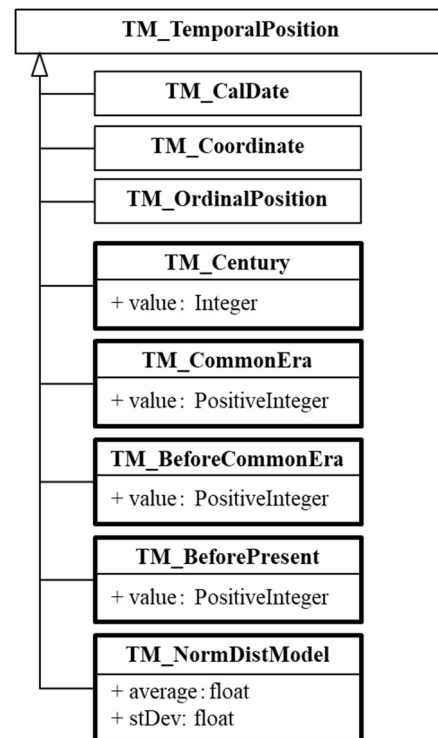 TM_TemporalPosition
TM_CalDate
TM_Coordinate
TM_OrdinalPosition
TM_Century
+ value: Integer
TM_CommonEra
+ value: PositiveInteger
TM_BeforeCommonEra
+ value: PositiveInteger
TM_BeforePresent
+ value: PositiveInteger
TM_NormDistModel
+ average: float
+ stDev: float